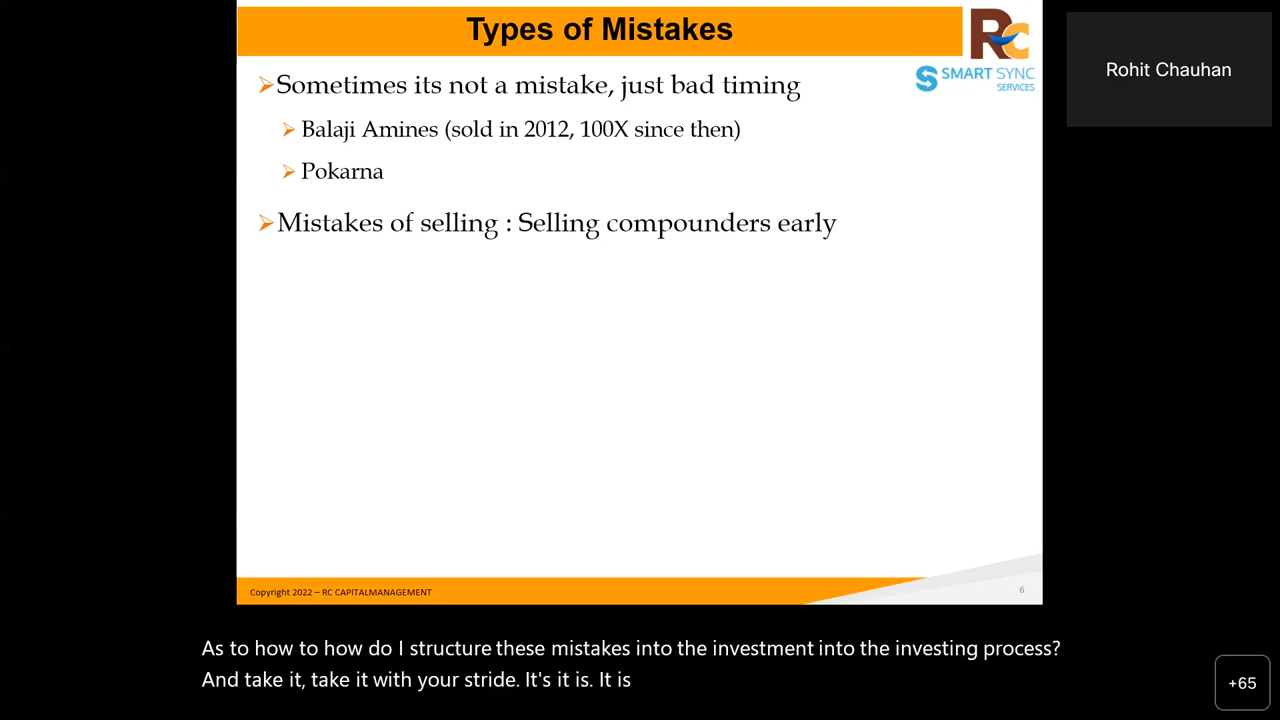 Types of Mistakes
RC
SMART SYNC
SERVICES
Rohit Chauhan
Sometimes its not a mistake, just bad timing
Balaji Amines (sold in 2012, 100X since then)
Pokarna
Mistakes of selling : Selling compounders early
Copyright 2022 – RC CAPITALMANAGEMENT
6
As to how to how do I structure these mistakes into the investment into the investing process?
And take it, take it with your stride. It's it is. It is
+65